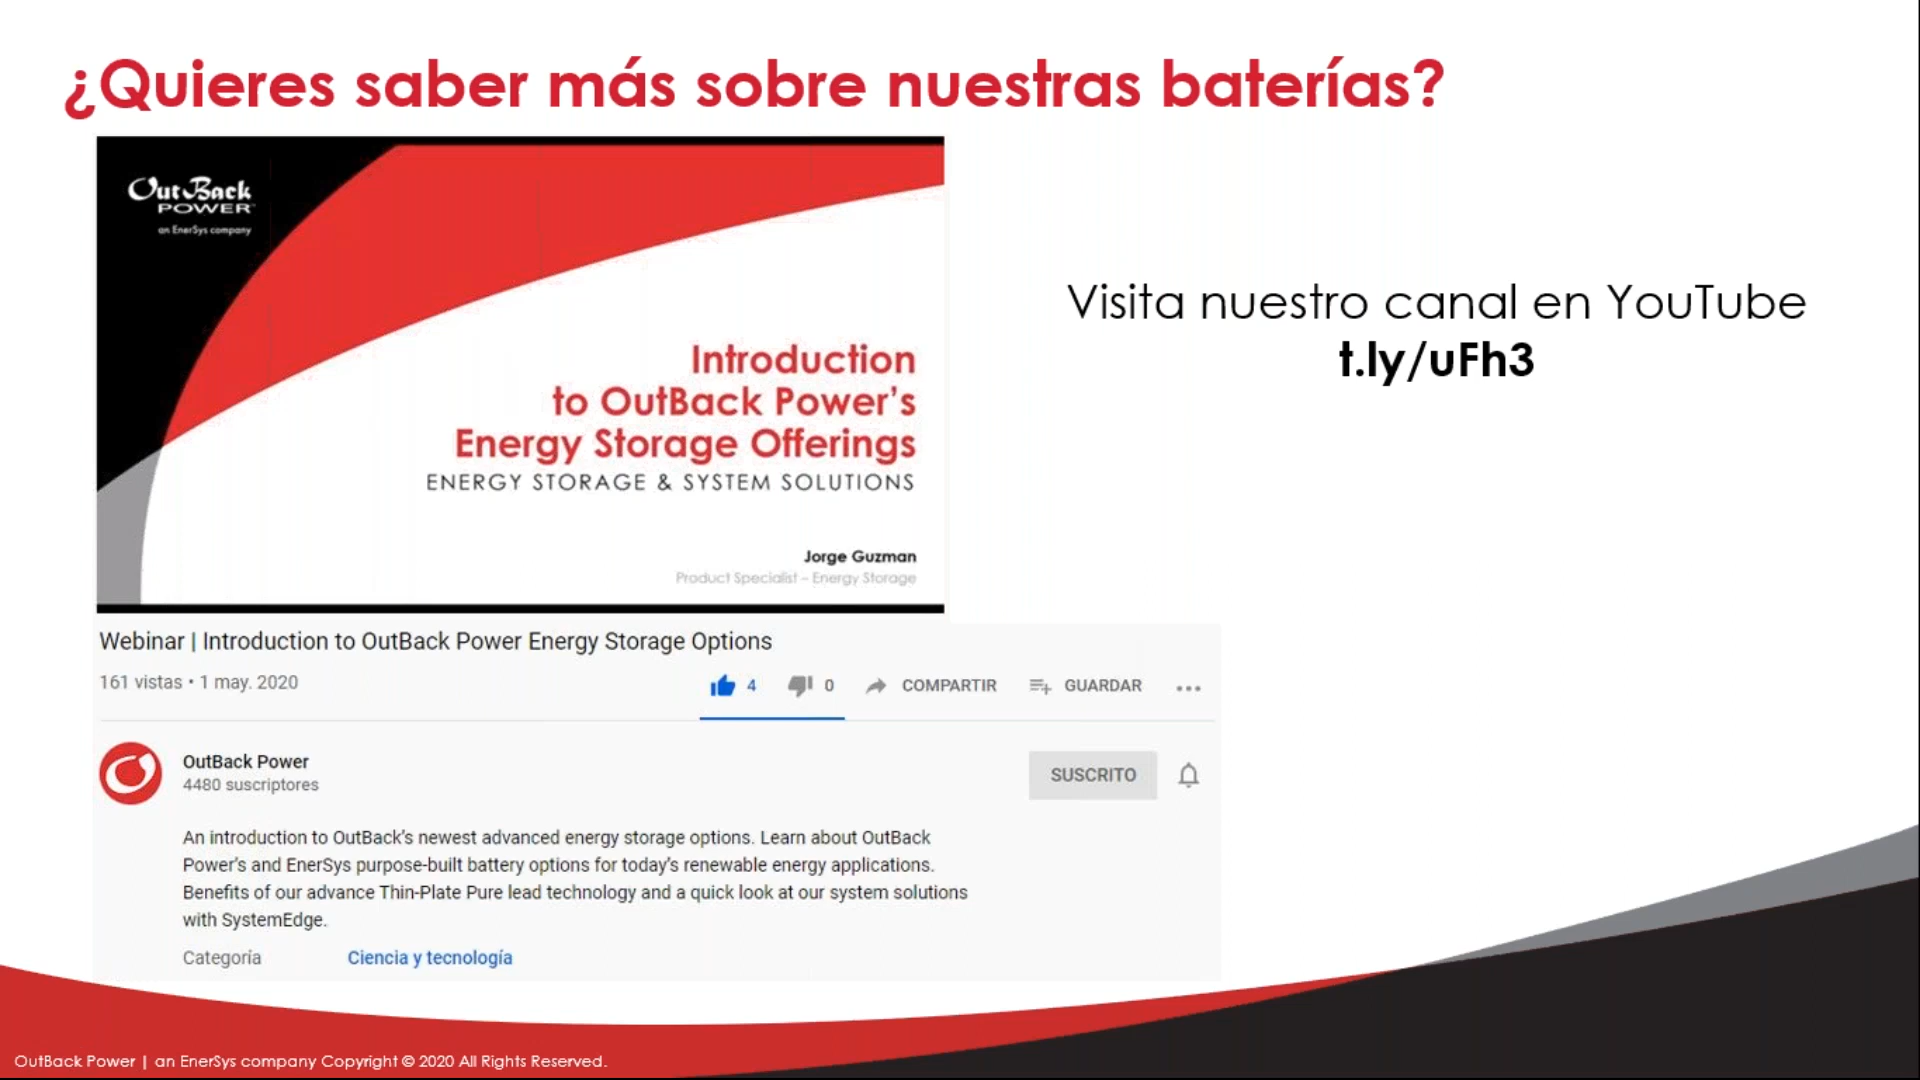 ¿Quieres saber más sobre nuestras baterías?
OutBack
POWER
an EnerSys company
Introduction
to OutBack Power's
Energy Storage Offerings
ENERGY STORAGE & SYSTEM SOLUTIONS
Jorge Guzman
Product Specialist – Energy Storage
Visita nuestro canal en YouTube
t.ly/uFh3
Webinar | Introduction to OutBack Power Energy Storage Options
161 vistas • 1 may. 2020
4 0 COMPARTIR GUARDAR
OutBack Power
4480 suscriptores
SUSCRITO
An introduction to OutBack's newest advanced energy storage options. Learn about OutBack
Power's and EnerSys purpose-built battery options for today's renewable energy applications.
Benefits of our advance Thin-Plate Pure lead technology and a quick look at our system solutions
with SystemEdge.
Categoría Ciencia y tecnología
OutBack Power | an EnerSys company Copyright © 2020 All Rights Reserved.